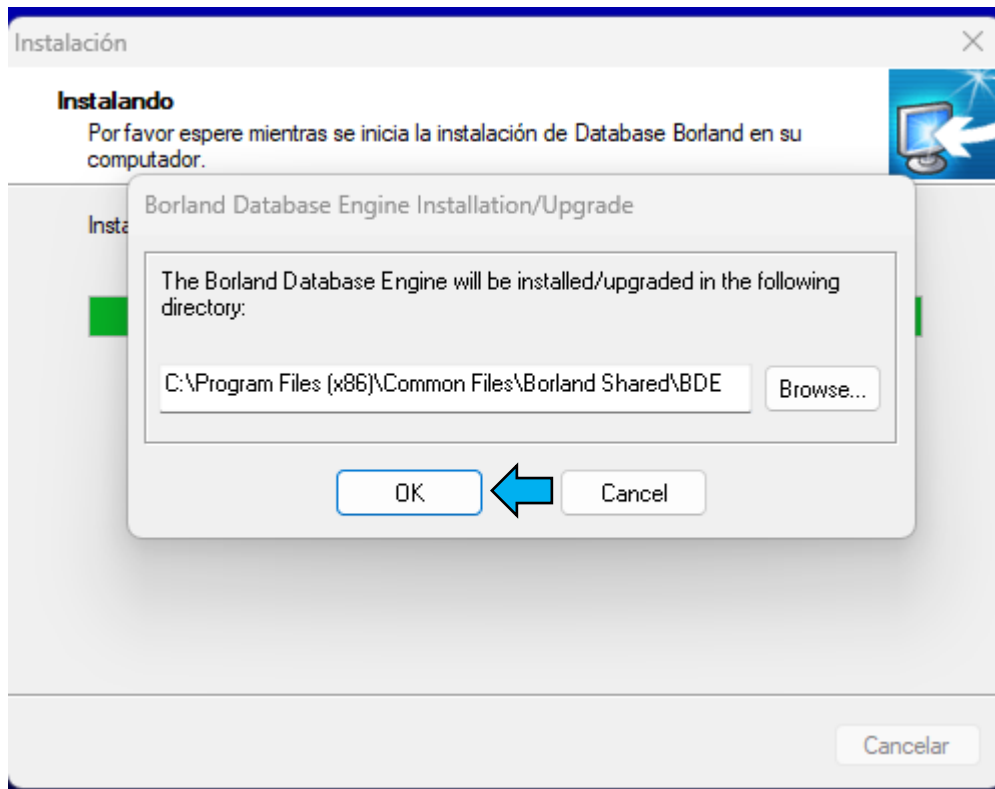 Instalación
Instalando
Por favor espere mientras se inicia la instalación de Database Borland en su
computador.
Insta
Borland Database Engine Installation/Upgrade
The Borland Database Engine will be installed/upgraded in the following
directory:
C:\Program Files (x86)\Common Files\Borland Shared\BDE
Browse...
OK
Cancel
Cancelar